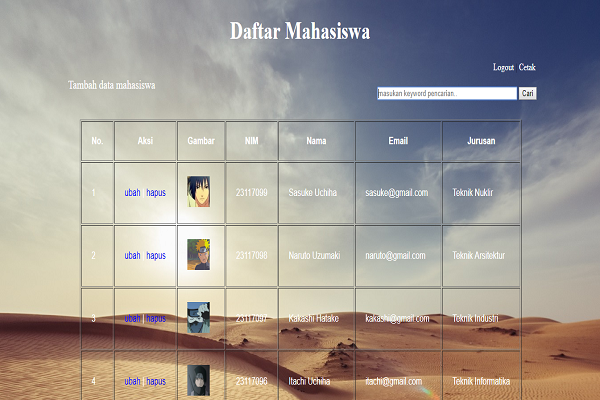 Daftar Mahasiswa
Logout Cetak
Tambah data mahasiswa
masukan keyword pencarian.. Cari
No. Aksi Gambar NIM Nama Email Jurusan
1 ubah | hapus 23117099 Sasuke Uchiha sasuke@gmail.com Teknik Nuklir
2 ubah | hapus 23117098 Naruto Uzumaki naruto@gmail.com Teknik Arsitektur
3 ubah | hapus 23117097 Kakashi Hatake kakashi@gmail.com Teknik Industri
4 ubah | hapus 23117096 Itachi Uchiha itachi@gmail.com Teknik Informatika